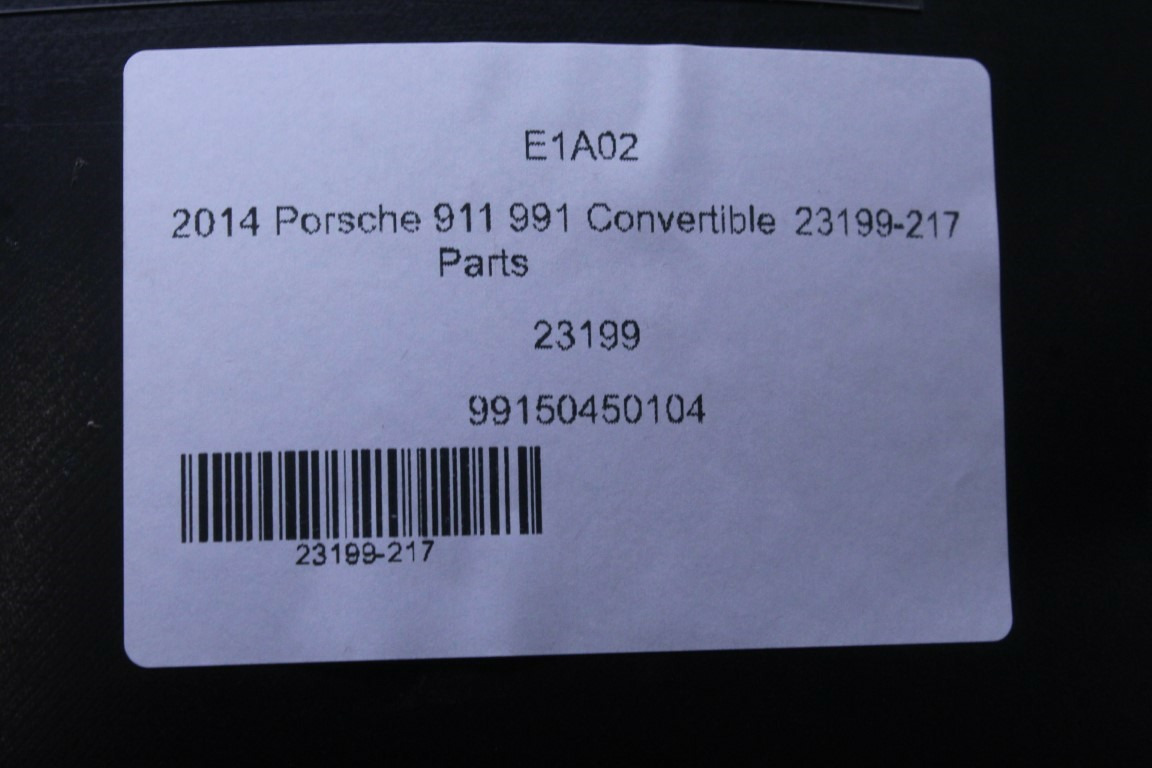 E1A02
2014 Porsche 911 991 Convertible 23199-217
Parts
23199
99150450104
23199-217